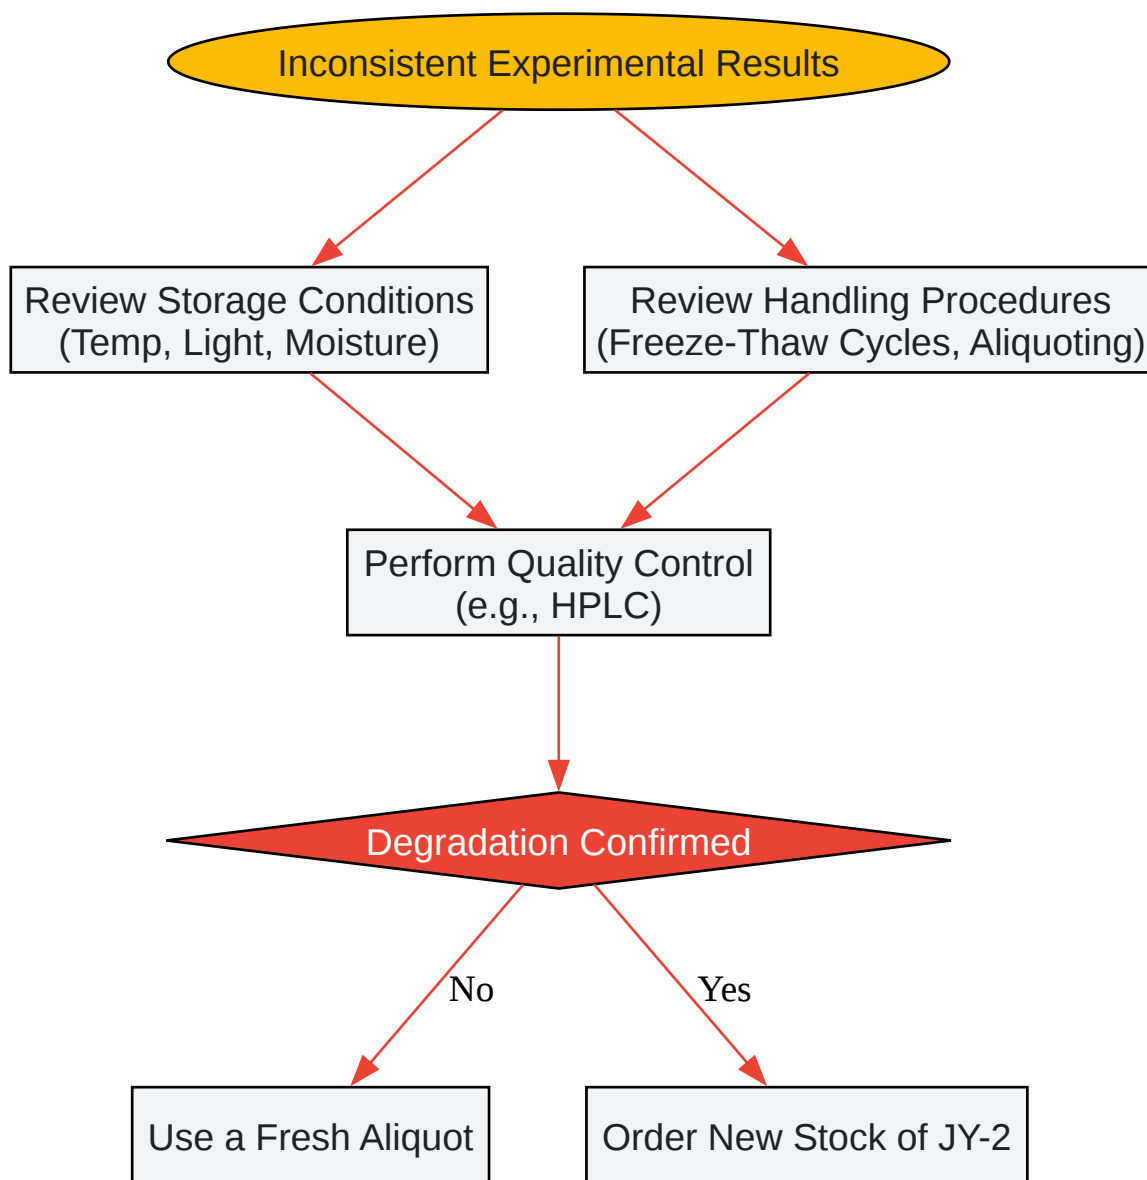 Inconsistent Experimental Results
Review Storage Conditions
(Temp, Light, Moisture)
Review Handling Procedures
(Freeze-Thaw Cycles, Aliquoting)
Perform Quality Control
(e.g., HPLC)
Degradation Confirmed
No
Yes
Use a Fresh Aliquot
Order New Stock of JY-2